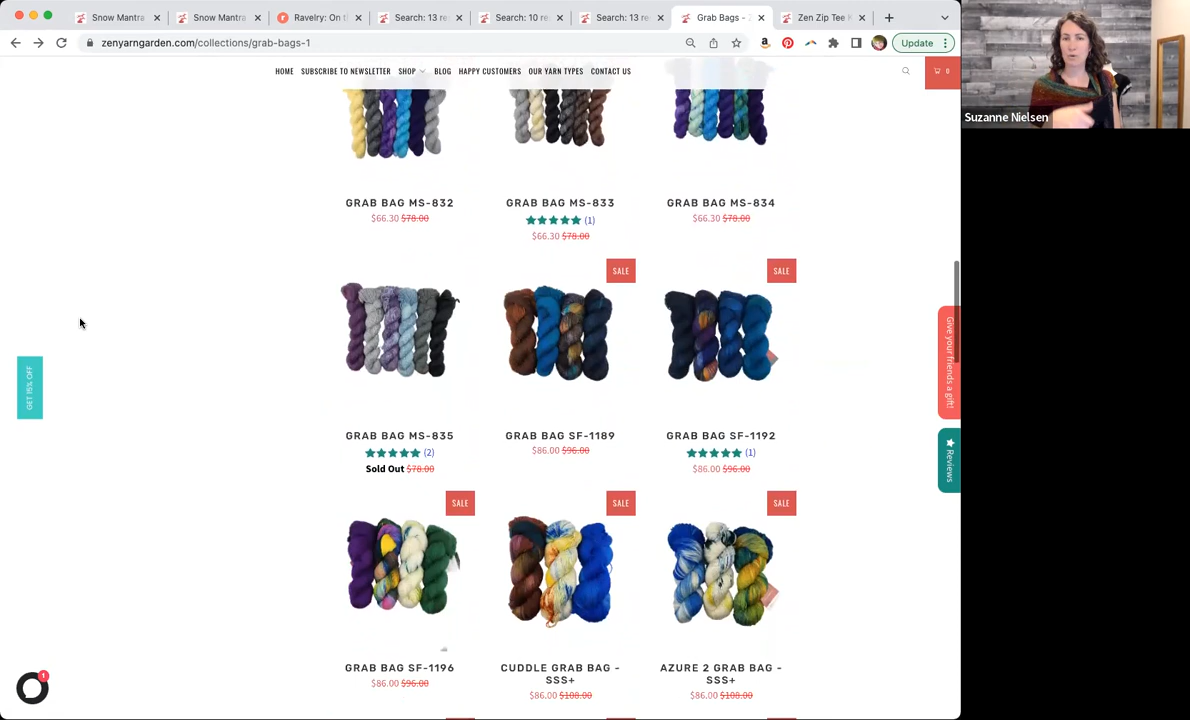 Snow Mantra
Snow Mantra
Ravelry: On t
Search: 13 re
Search: 10 re
Search: 13 re
Grab Bags -
Zen Zip Tee K
zenyarngarden.com/collections/grab-bags-1
Update
Suzanne Nielsen
HOME SUBSCRIBE TO NEWSLETTER SHOP BLOG HAPPY CUSTOMERS OUR YARN TYPES CONTACT US
0
GRAB BAG MS-832
$66.30 $78.00
GRAB BAG MS-833
(1)
$66.30 $78.00
GRAB BAG MS-834
$66.30 $78.00
SALE
SALE
GRAB BAG MS-835
(2)
Sold Out $78.00
GRAB BAG SF-1189
$86.00 $96.00
GRAB BAG SF-1192
(1)
$86.00 $96.00
SALE
SALE
SALE
GRAB BAG SF-1196
$86.00 $96.00
CUDDLE GRAB BAG -
SSS+
$86.00 $108.00
AZURE 2 GRAB BAG -
SSS+
$86.00 $108.00
GET 15% OFF
Give your friends a gift!
Reviews
1